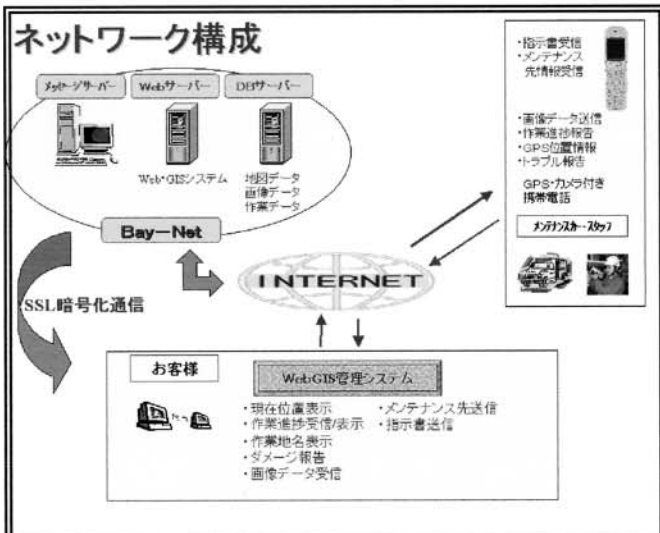 ネットワーク構成
メッセージサーバー
Webサーバー
DBサーバー
Web・GISシステム
地図データ
画像データ
作業データ
Bay-Net
・指示書受信
・メンテナンス
先情報受信
・画像データ送信
・作業進捗報告
・GPS位置情報
・トラブル報告
GPS・カメラ付き
携帯電話
メンテナンスカー・スタッフ
INTERNET
SSL暗号化通信
お客様
WebGIS管理システム
・現在位置表示
・作業進捗受信/表示
・作業地名表示
・ダメージ報告
・画像データ受信
・メンテナンス先送信
・指示書送信